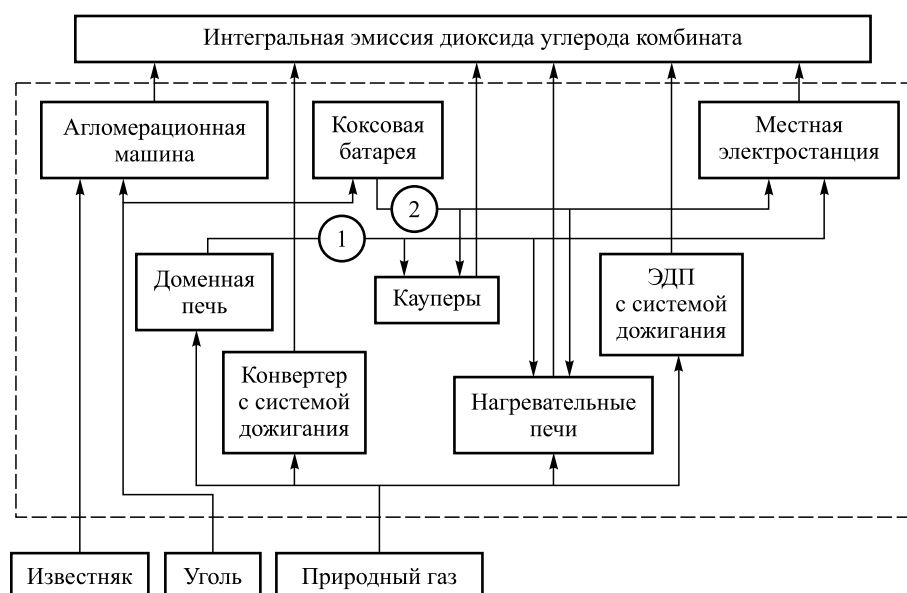 Интегральная эмиссия диоксида углерода комбината
Агломерационная
машина
Коксовая
батарея
Местная
электростанция
2
1
Доменная
печь
Кауперы
ЭДП
с системой
дожигания
Конвертер
с системой
дожигания
Нагревательные
печи
Известняк
Уголь
Природный газ